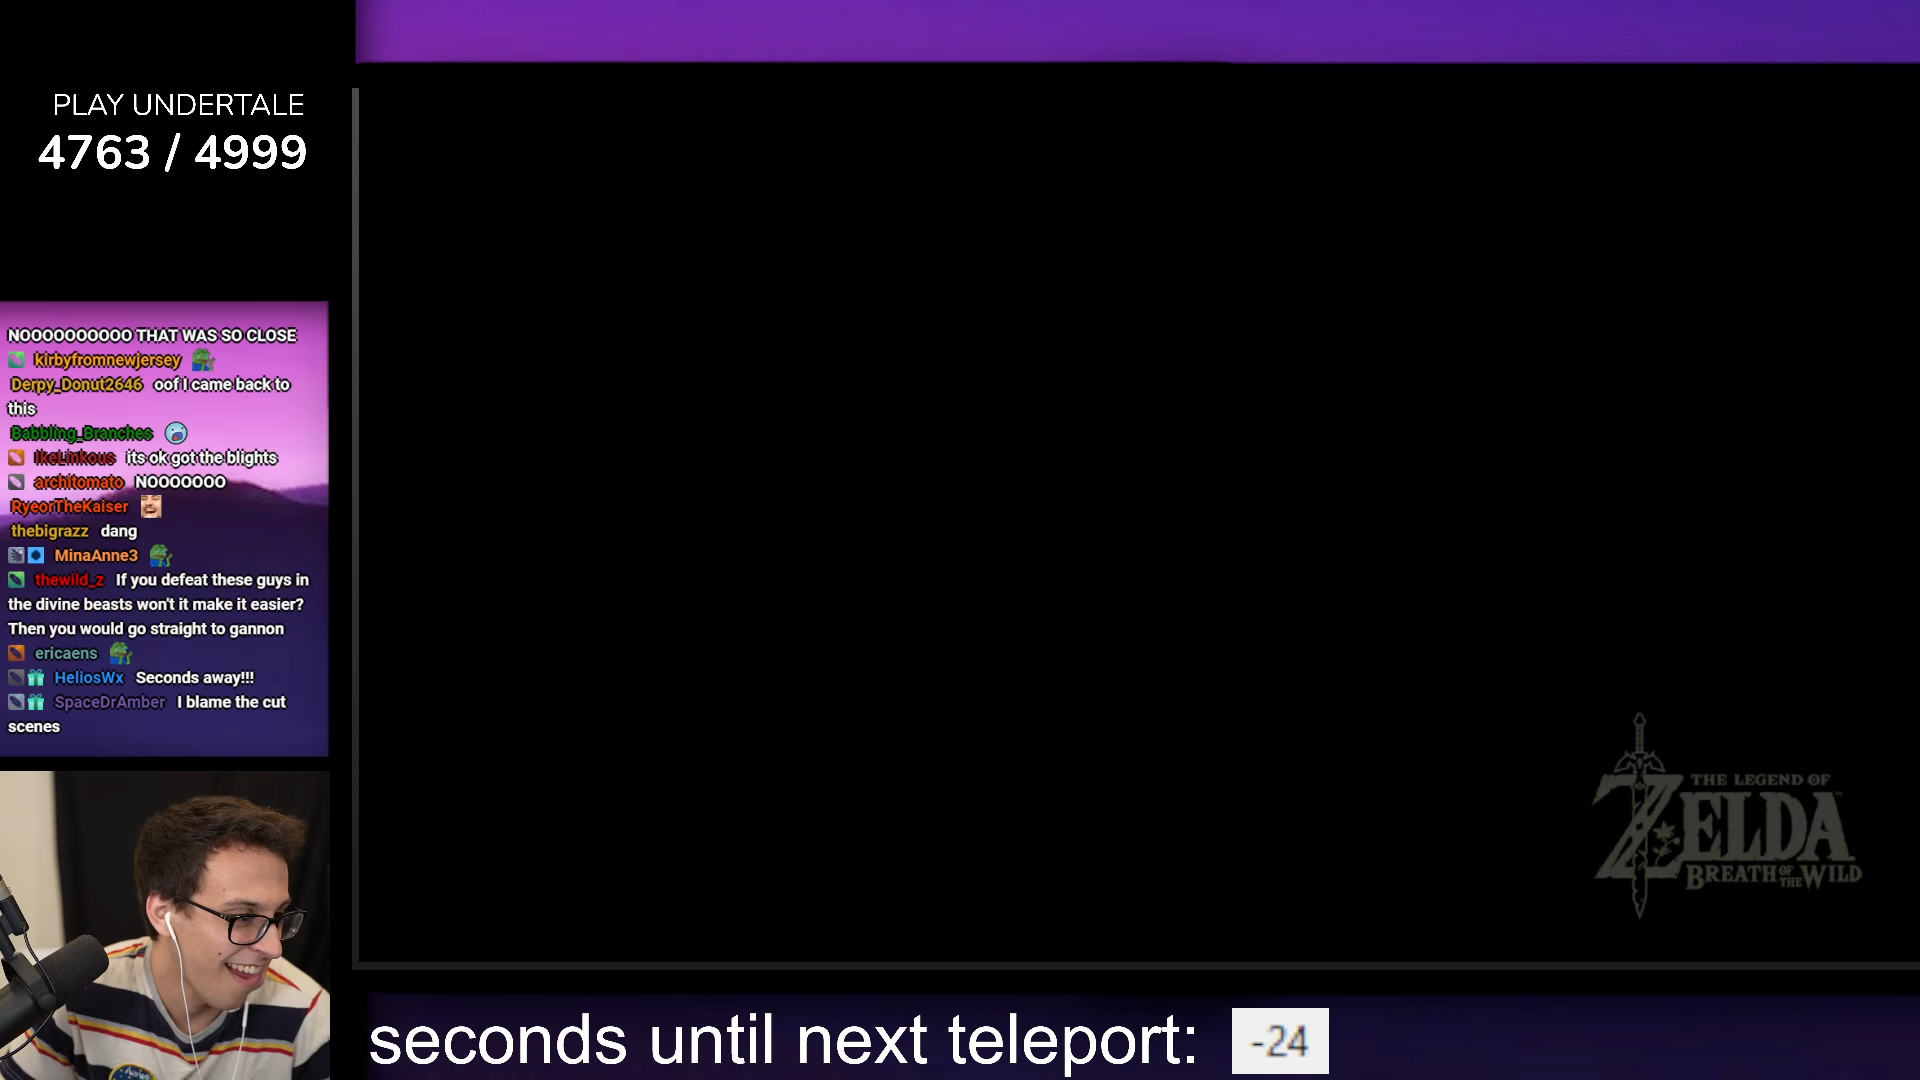 PLAY UNDERTALE
4763 / 4999
NOOOOOOOOOO THAT WAS SO CLOSE
kirbyfromnewjersey
Derpy_Donut2646 oof I came back to
this
Babbling_Branches
IkeLinkous its ok got the blights
architomato NOOOOOOO
RyeorTheKaiser
thebigrazz dang
MinaAnne3
thewild_z If you defeat these guys in
the divine beasts won't it make it easier?
Then you would go straight to gannon
ericaens
HeliosWx Seconds away!!!
SpaceDrAmber I blame the cut
scenes
THE LEGEND OF
ZELDA
BREATH OF THE WILD
seconds until next teleport: -24